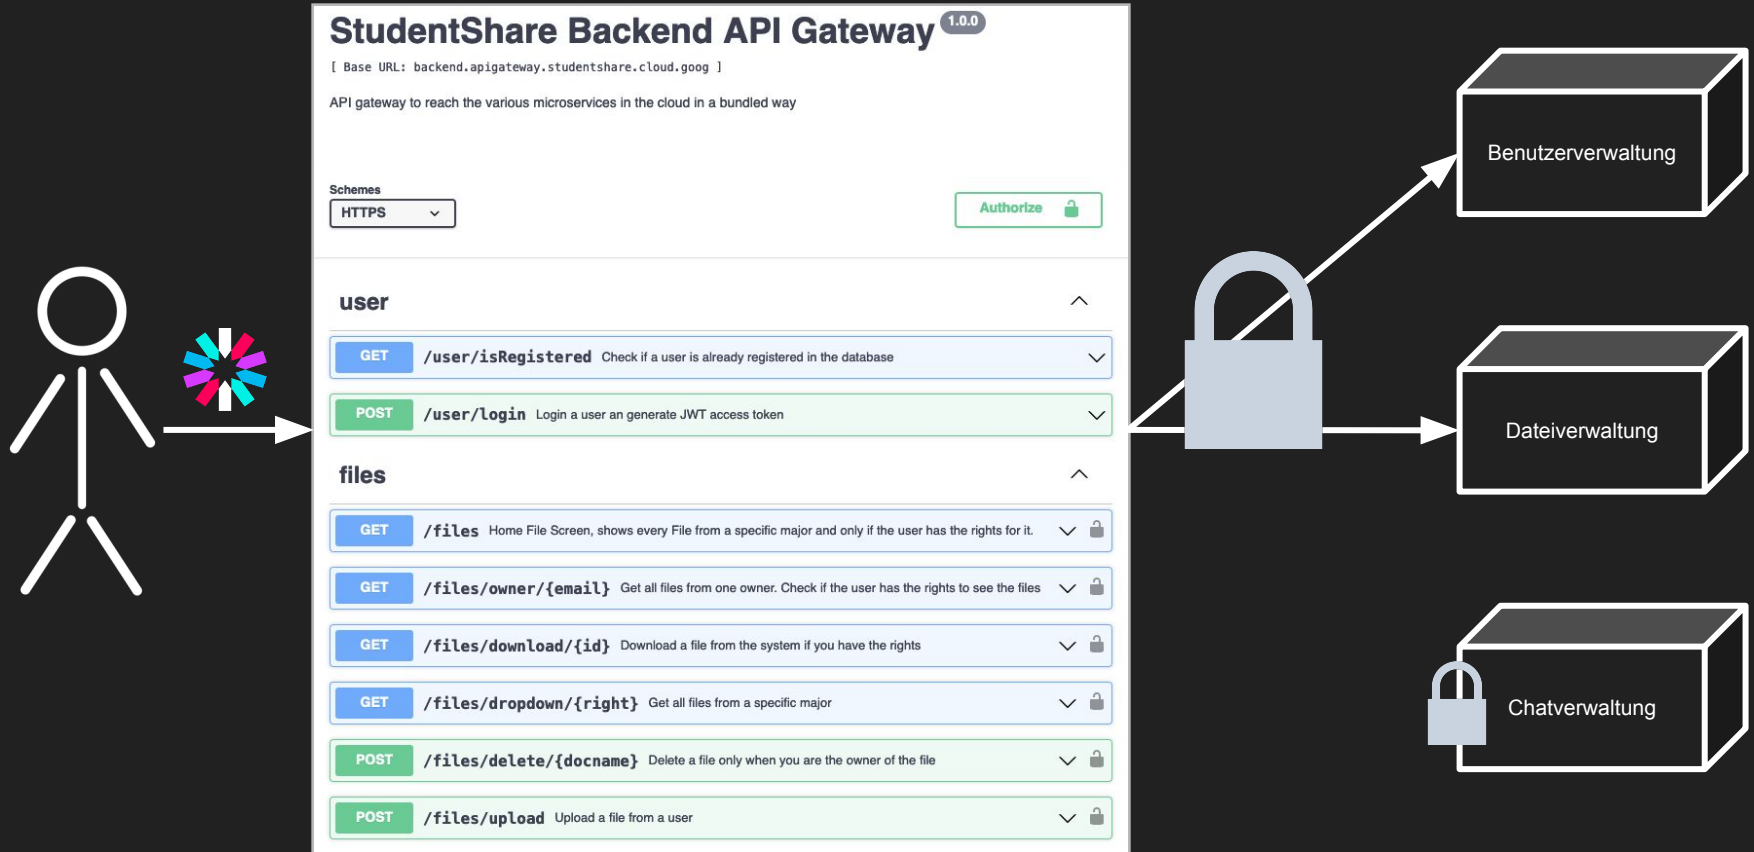 StudentShare Backend API Gateway 1.0.0
[ Base URL: backend.apigateway.studentshare.cloud.goog ]
API gateway to reach the various microservices in the cloud in a bundled way
Schemes
HTTPS
Authorize
user
GET /user/isRegistered Check if a user is already registered in the database
POST /user/login Login a user an generate JWT access token
files
GET /files Home File Screen, shows every File from a specific major and only if the user has the rights for it.
GET /files/owner/{email} Get all files from one owner. Check if the user has the rights to see the files
GET /files/download/{id} Download a file from the system if you have the rights
GET /files/dropdown/{right} Get all files from a specific major
POST /files/delete/{docname} Delete a file only when you are the owner of the file
POST /files/upload Upload a file from a user
Benutzerverwaltung
Dateiverwaltung
Chatverwaltung